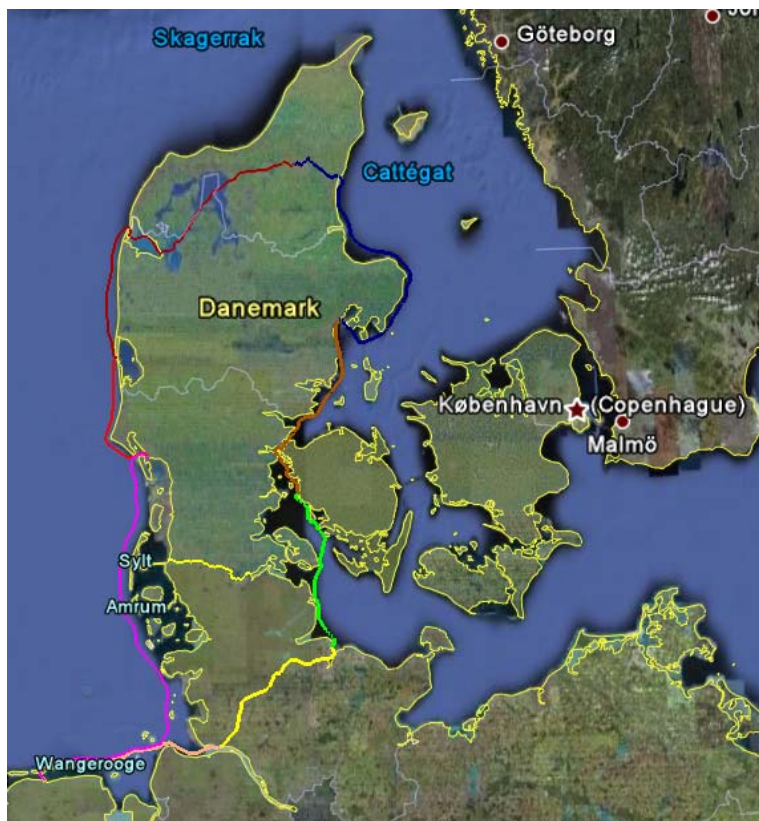 Skagerrak
Göteborg
Cattégat
Danemark
København (Copenhague)
Malmö
Sylt
Amrum
Wangerooge